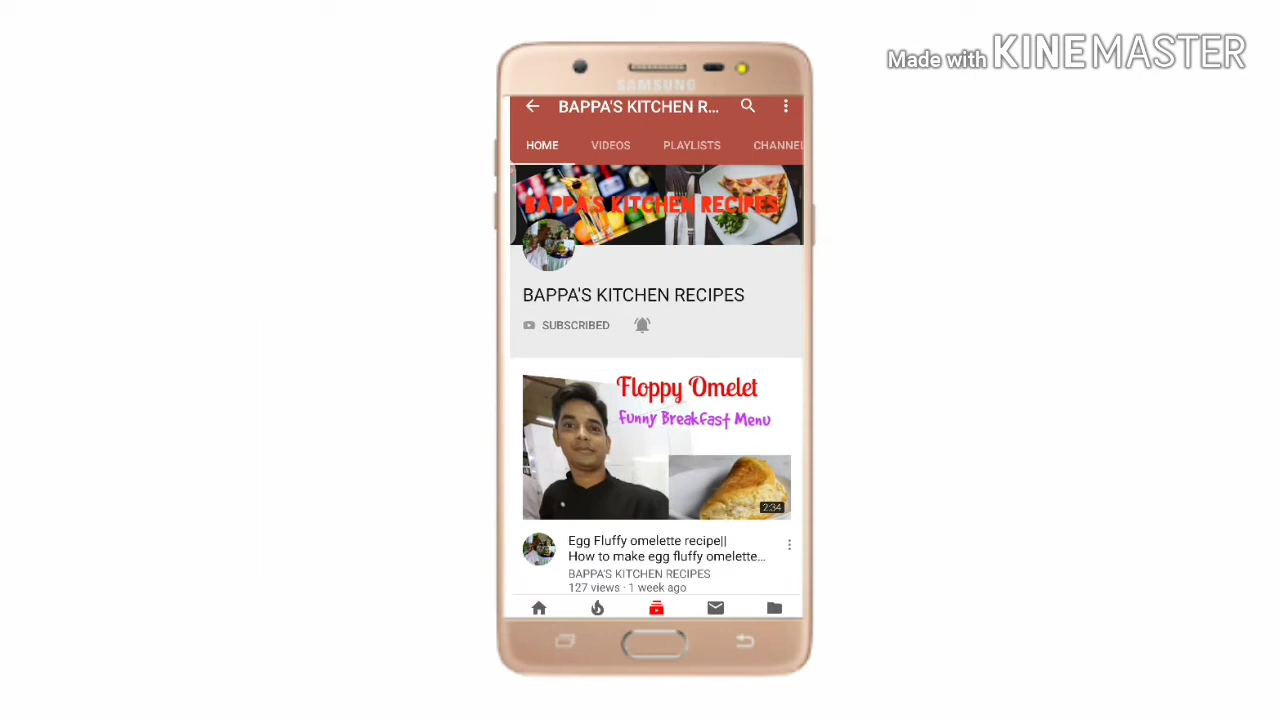 Made with KINEMASTER
SAMSUNG
BAPPA'S KITCHEN R...
HOME VIDEOS PLAYLISTS CHANNEL
BAPPA'S KITCHEN RECIPES
BAPPA'S KITCHEN RECIPES
SUBSCRIBED
Floppy Omelet
Funny Breakfast Menu
2:34
Egg Fluffy omelette recipe||
How to make egg fluffy omelette...
BAPPA'S KITCHEN RECIPES
127 views · 1 week ago